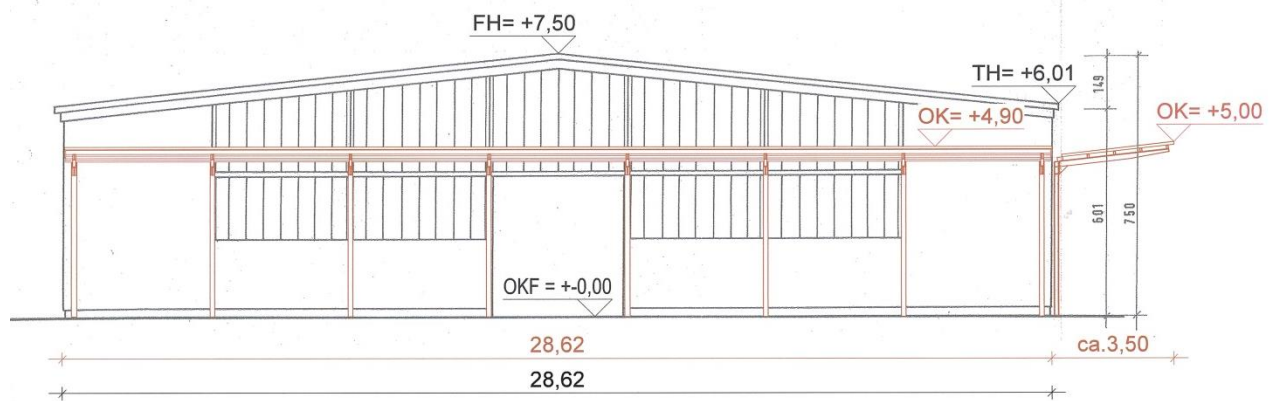 FH= +7,50
TH= +6,01
149
OK= +4,90
OK= +5,00
601
750
OKF = +-0,00
28,62
ca.3,50
28,62